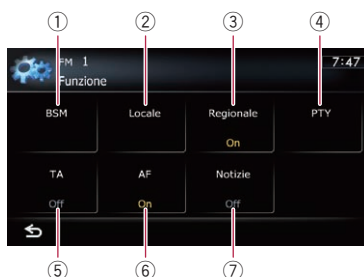 ① ② ③ ④
FM 1 7:47
Funzione
BSM Locale Regionale PTY
On
TA AF Notizie
Off On Off
⑤ ⑥ ⑦